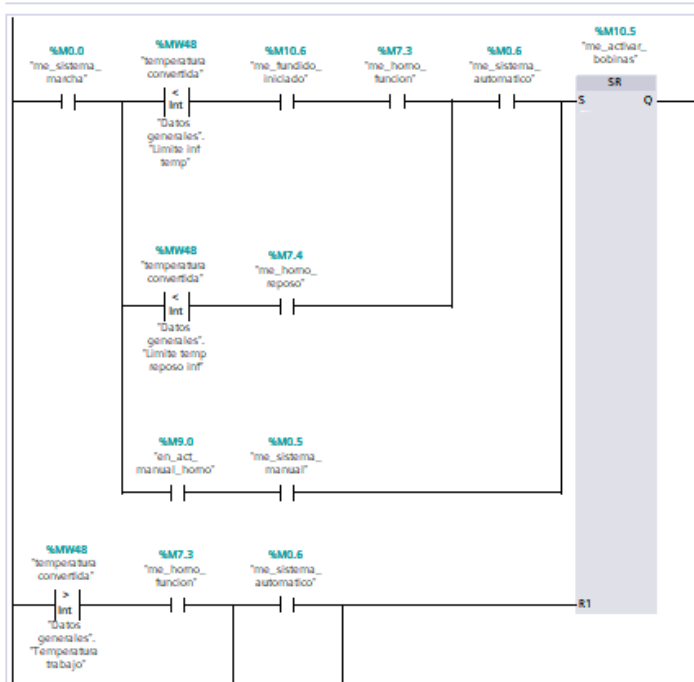 %M10.5
"me_activar_
bobinas"
%M0.0
"me_sistema_
marcha"
%MW48
"temperatura
convertida"
<
Int
"Datos
generales".
"Limite inf
temp"
%M10.6
"me_fundido_
iniciado"
%M7.3
"me_horno_
funcion"
%M0.6
"me_sistema_
automatico"
SR
S
Q
%MW48
"temperatura
convertida"
<
Int
"Datos
generales".
"Limite temp
reposo inf"
%M7.4
"me_horno_
reposo"
%M9.0
"en_act_
manual_horno"
%M0.5
"me_sistema_
manual"
%MW48
"temperatura
convertida"
>
Int
"Datos
generales".
"Temperatura
trabajo"
%M7.3
"me_horno_
funcion"
%M0.6
"me_sistema_
automatico"
R1